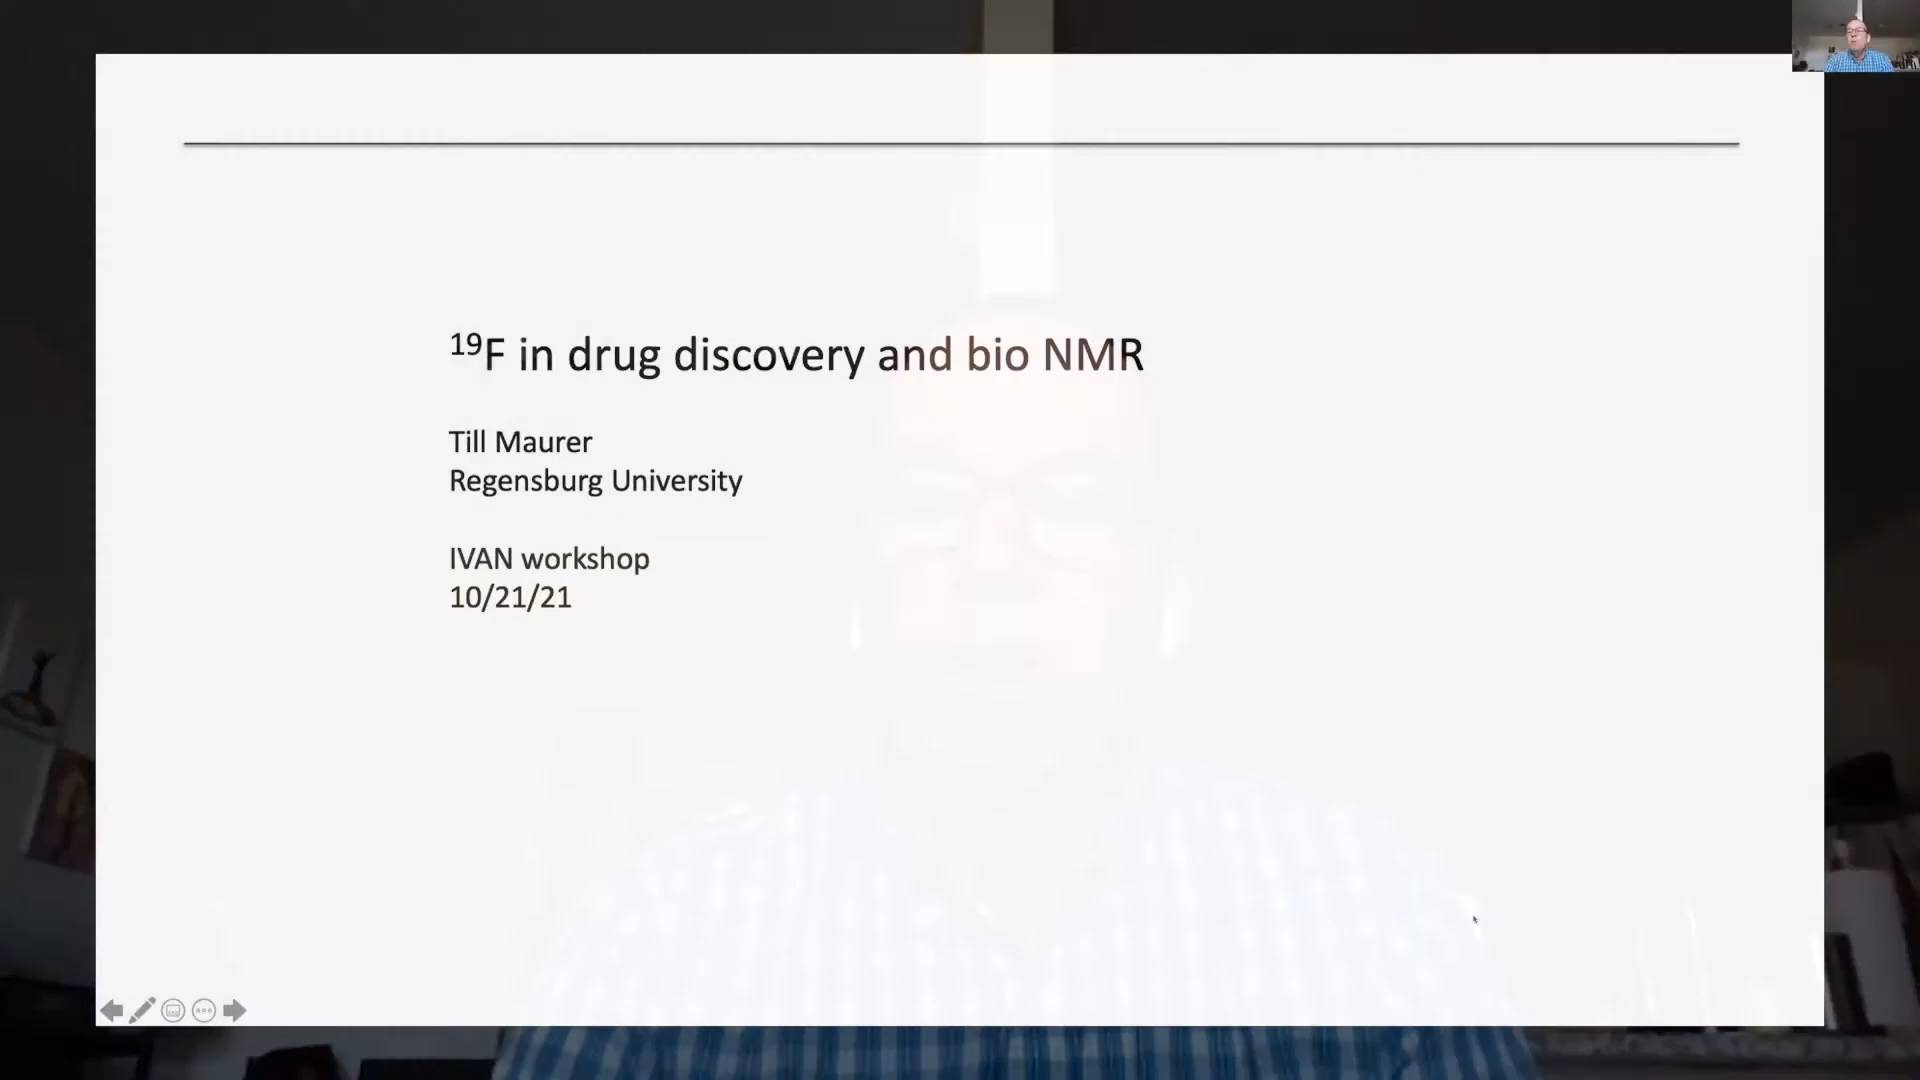 ¹⁹F in drug discovery and bio NMR
Till Maurer
Regensburg University
IVAN workshop
10/21/21